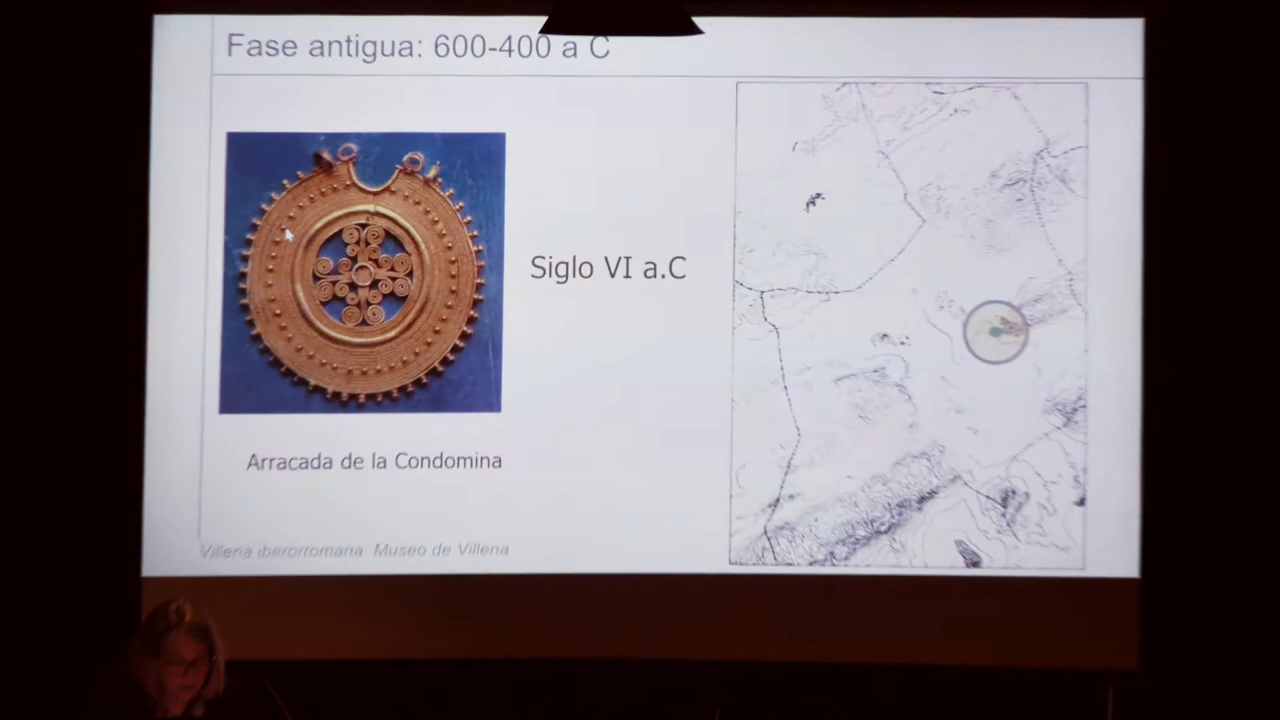 Fase antigua: 600-400 a C
Siglo VI a.C
Arracada de la Condomina
Villena iberorromana Museo de Villena